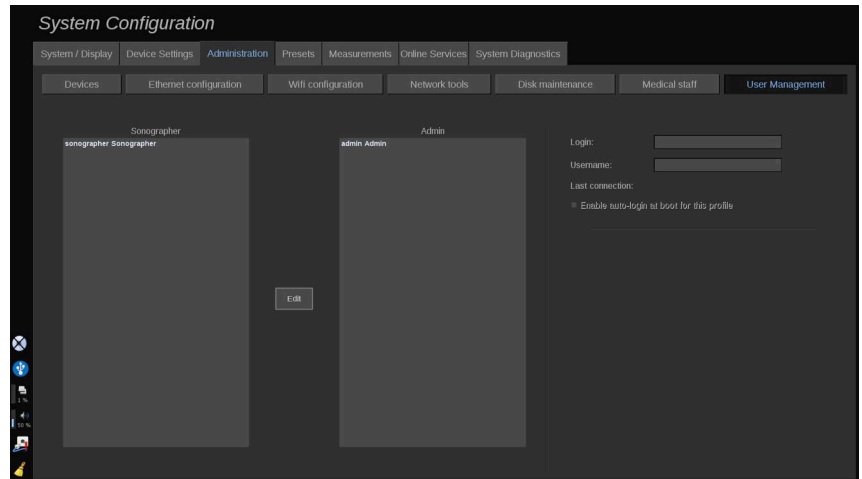 System Configuration
System / Display Device Settings Administration Presets Measurements Online Services System Diagnostics
Devices Ethernet configuration Wifi configuration Network tools Disk maintenance Medical staff User Management
Sonographer Admin
sonographer Sonographer admin Admin
Login:
Username:
Last connection:
Enable auto-login at boot for this profile
Edit
1 %
50 %